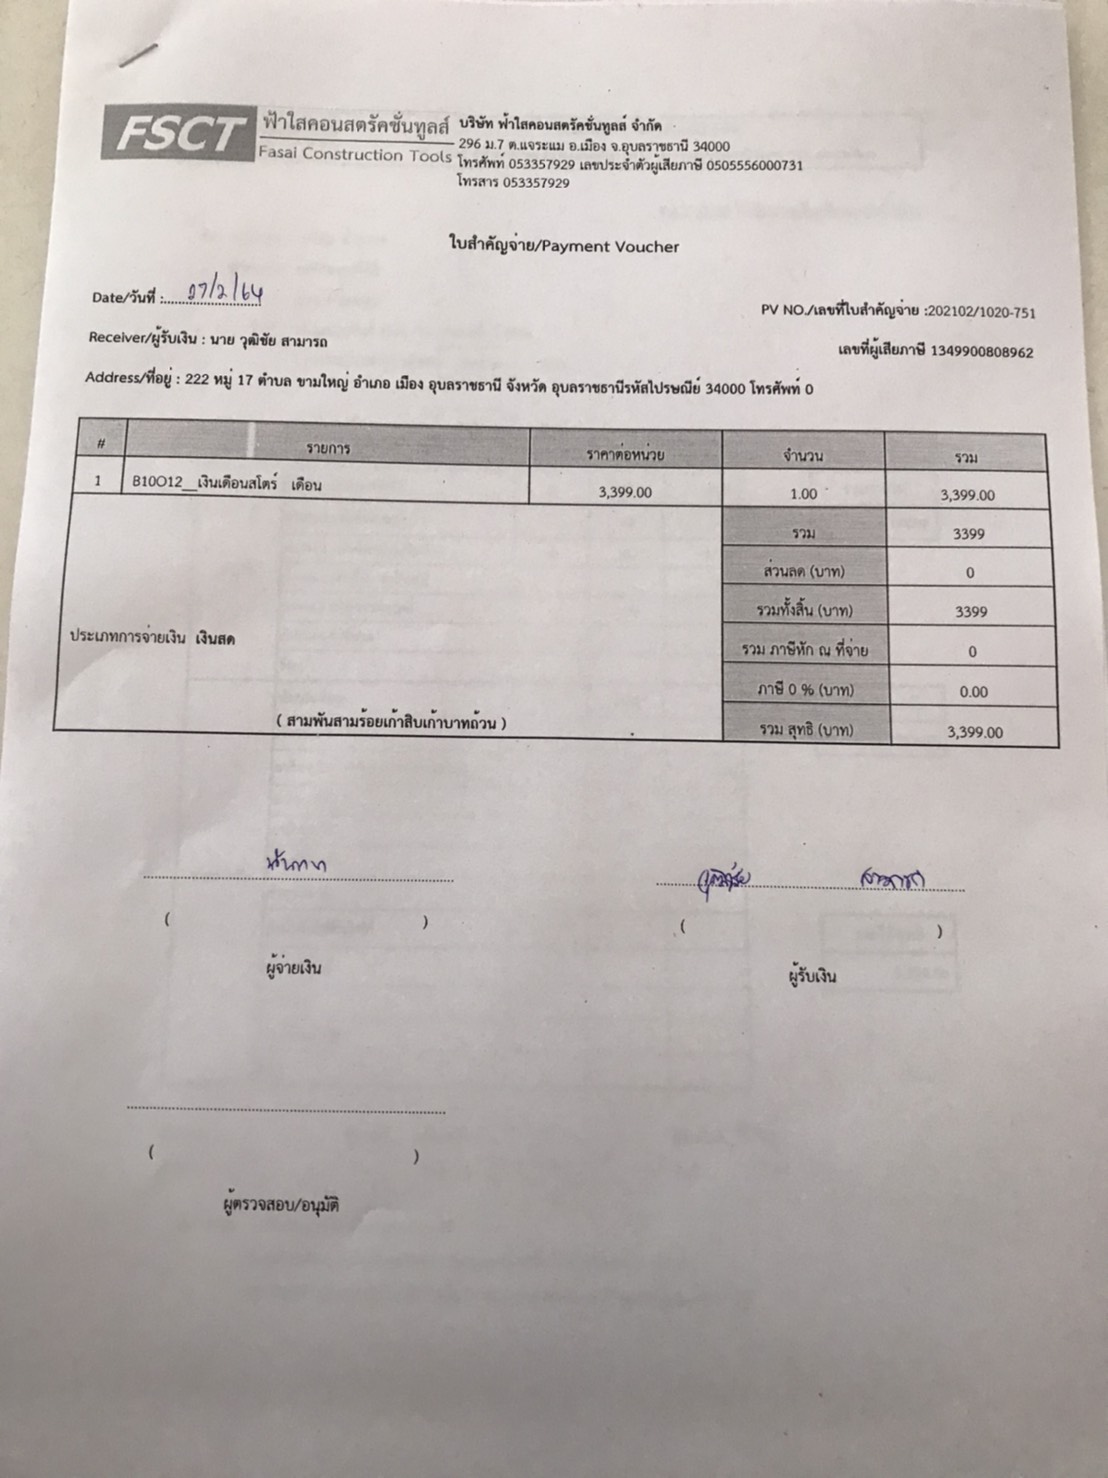 FSCT ฟ้าใสคอนสตรัคชั่นทูลส์
Fasai Construction Tools
บริษัท ฟ้าใสคอนสตรัคชั่นทูลส์ จำกัด
296 ม.7 ต.แจระแม อ.เมือง จ.อุบลราชธานี 34000
โทรศัพท์ 053357929 เลขประจำตัวผู้เสียภาษี 0505556000731
โทรสาร 053357929
ใบสำคัญจ่าย/Payment Voucher
Date/วันที่ :......27/2/64
PV NO./เลขที่ใบสำคัญจ่าย :202102/1020-751
Receiver/ผู้รับเงิน : นาย วุฒิชัย สามารถ
เลขที่ผู้เสียภาษี 1349900808962
Address/ที่อยู่ : 222 หมู่ 17 ตำบล ขามใหญ่ อำเภอ เมือง อุบลราชธานี จังหวัด อุบลราชธานีรหัสไปรษณีย์ 34000 โทรศัพท์ 0
# รายการ ราคาต่อหน่วย จำนวน รวม
1 B10O12__เงินเดือนสโตร์ เดือน 3,399.00 1.00 3,399.00
รวม 3399
ส่วนลด (บาท) 0
รวมทั้งสิ้น (บาท) 3399
ประเภทการจ่ายเงิน เงินสด
รวม ภาษีหัก ณ ที่จ่าย 0
ภาษี 0 % (บาท) 0.00
( สามพันสามร้อยเก้าสิบเก้าบาทถ้วน ) รวม สุทธิ (บาท) 3,399.00
วุฒิชัย สามารถ
( ) ( )
ผู้จ่ายเงิน ผู้รับเงิน
( )
ผู้ตรวจสอบ/อนุมัติ